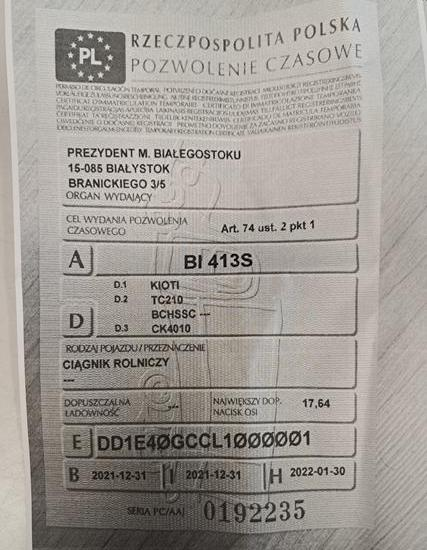 PL
RZECZPOSPOLITA POLSKA
POZWOLENIE CZASOWE
PREZYDENT M. BIAŁEGOSTOKU
15-085 BIAŁYSTOK
BRANICKIEGO 3/5
ORGAN WYDAJĄCY
CEL WYDANIA POZWOLENIA
CZASOWEGO
Art. 74 ust. 2 pkt 1
A BI 413S
D.1 KIOTI
D.2 TC210
BCHSSC ---
D
D.3 CK4010
RODZAJ POJAZDU/PRZEZNACZENIE
CIĄGNIK ROLNICZY
---
DOPUSZCZALNA
ŁADOWNOŚĆ
---
NAJWIĘKSZY DOP.
NACISK OSI
17,64
E DD1E4ØGCCL1ØØØØØ1
B 2021-12-31 I 2021-12-31 H 2022-01-30
SERIA PC/AAJ 0192235